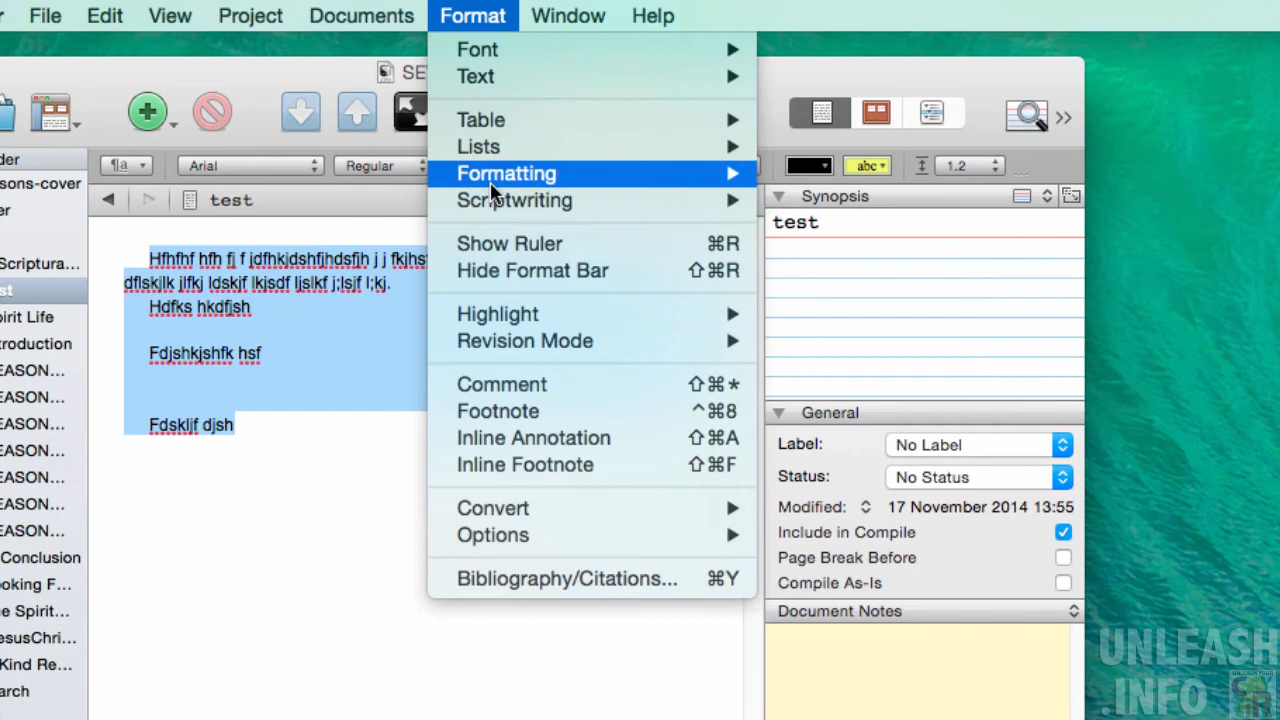 File Edit View Project Documents Format Window Help
SE
Font
Text
Table
Lists
Formatting
Scriptwriting
Show Ruler ⌘R
Hide Format Bar ⇧⌘R
Highlight
Revision Mode
Comment ⇧⌘*
Footnote ^⌘8
Inline Annotation ⇧⌘A
Inline Footnote ⇧⌘F
Convert
Options
Bibliography/Citations... ⌘Y
¶a Arial Regular abc 1.2 ...
test
Hfhfhf hfh fj f jdfhkjdshfjhdsfjh j j fkjhsf
dflskjlk jlfkj ldskjf lkjsdf ljslkf j;lsjf l;kj.
Hdfks hkdfjsh
Fdjshkjshfk hsf
Fdskljf djsh
der
sons-cover
er
Scriptura...
st
pirit Life
troduction
EASON...
EASON...
EASON...
EASON...
EASON...
EASON...
EASON...
Conclusion
ooking F...
e Spirit...
esusChri...
Kind Re...
arch
Synopsis
test
General
Label: No Label
Status: No Status
Modified: 17 November 2014 13:55
Include in Compile
Page Break Before
Compile As-Is
Document Notes
UNLEASH
.INFO